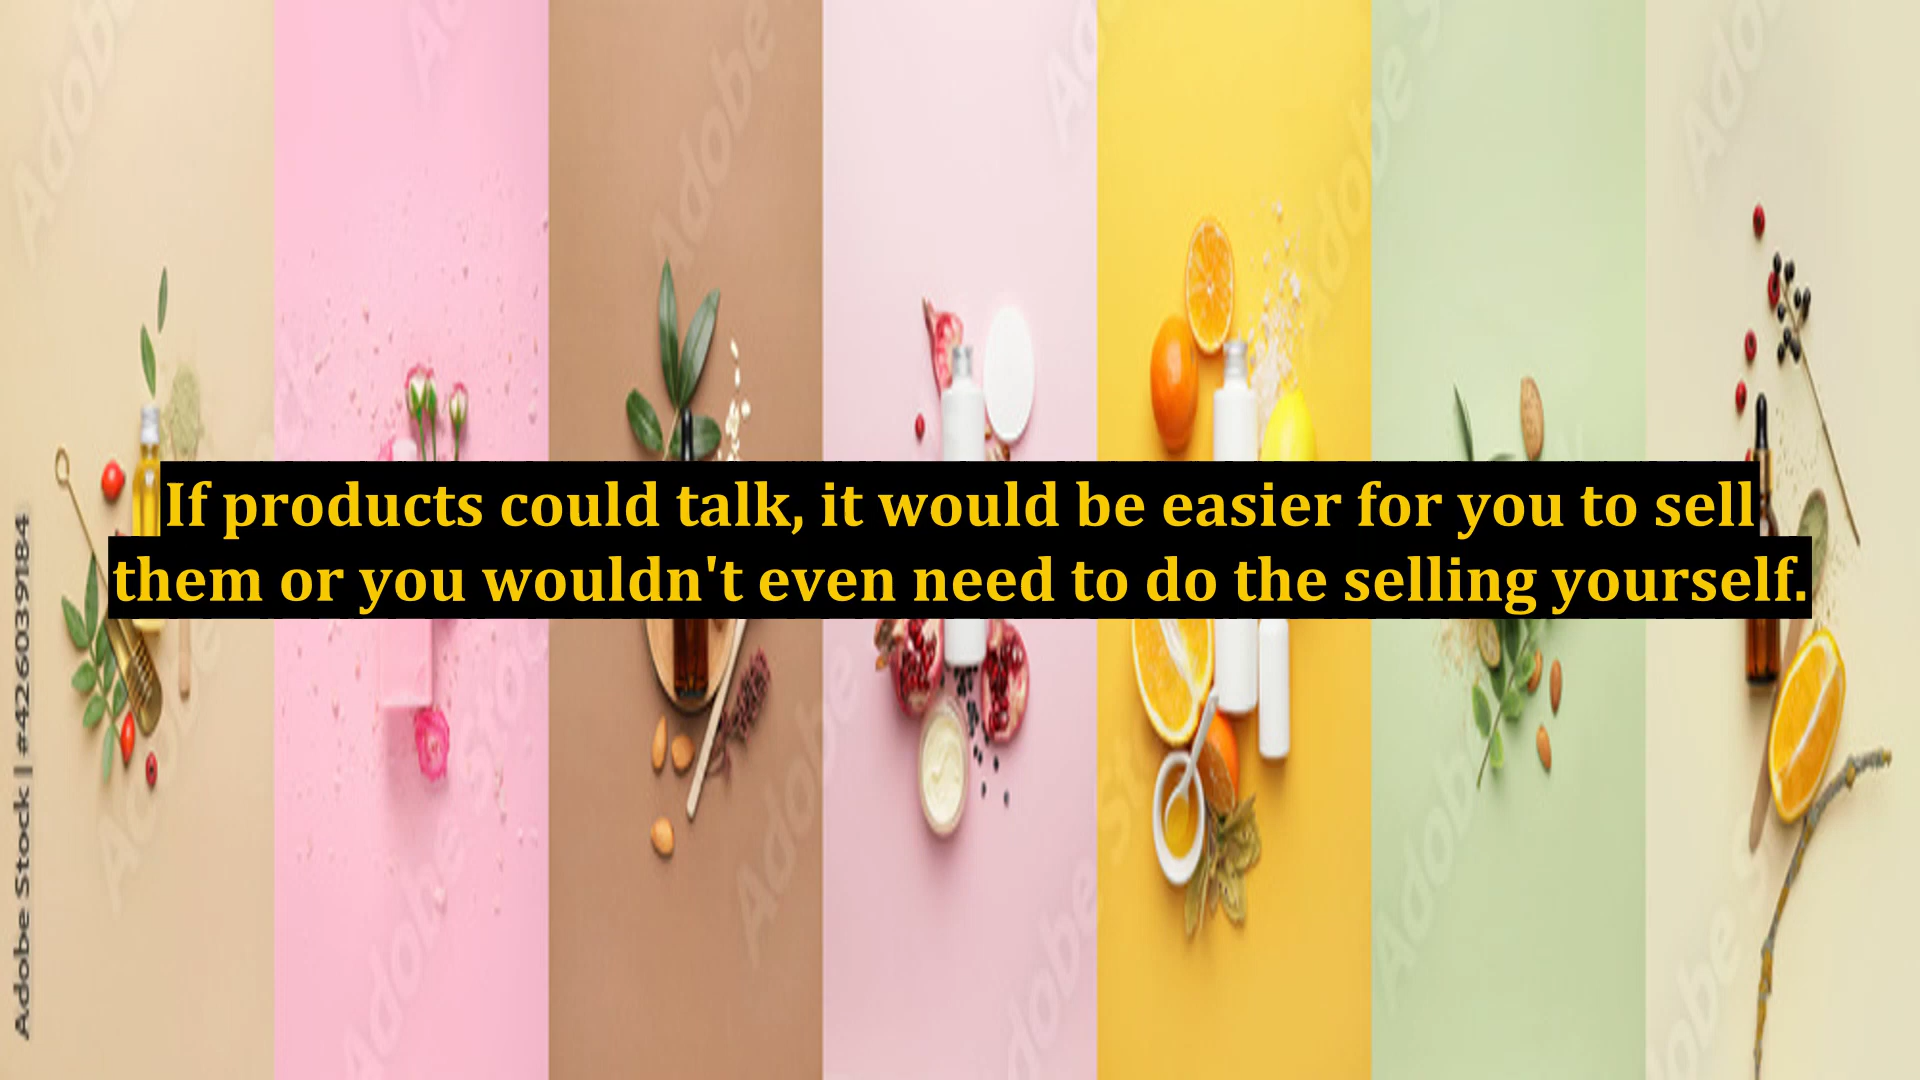 If products could talk, it would be easier for you to sell
them or you wouldn't even need to do the selling yourself.
Adobe Stock | #426039184